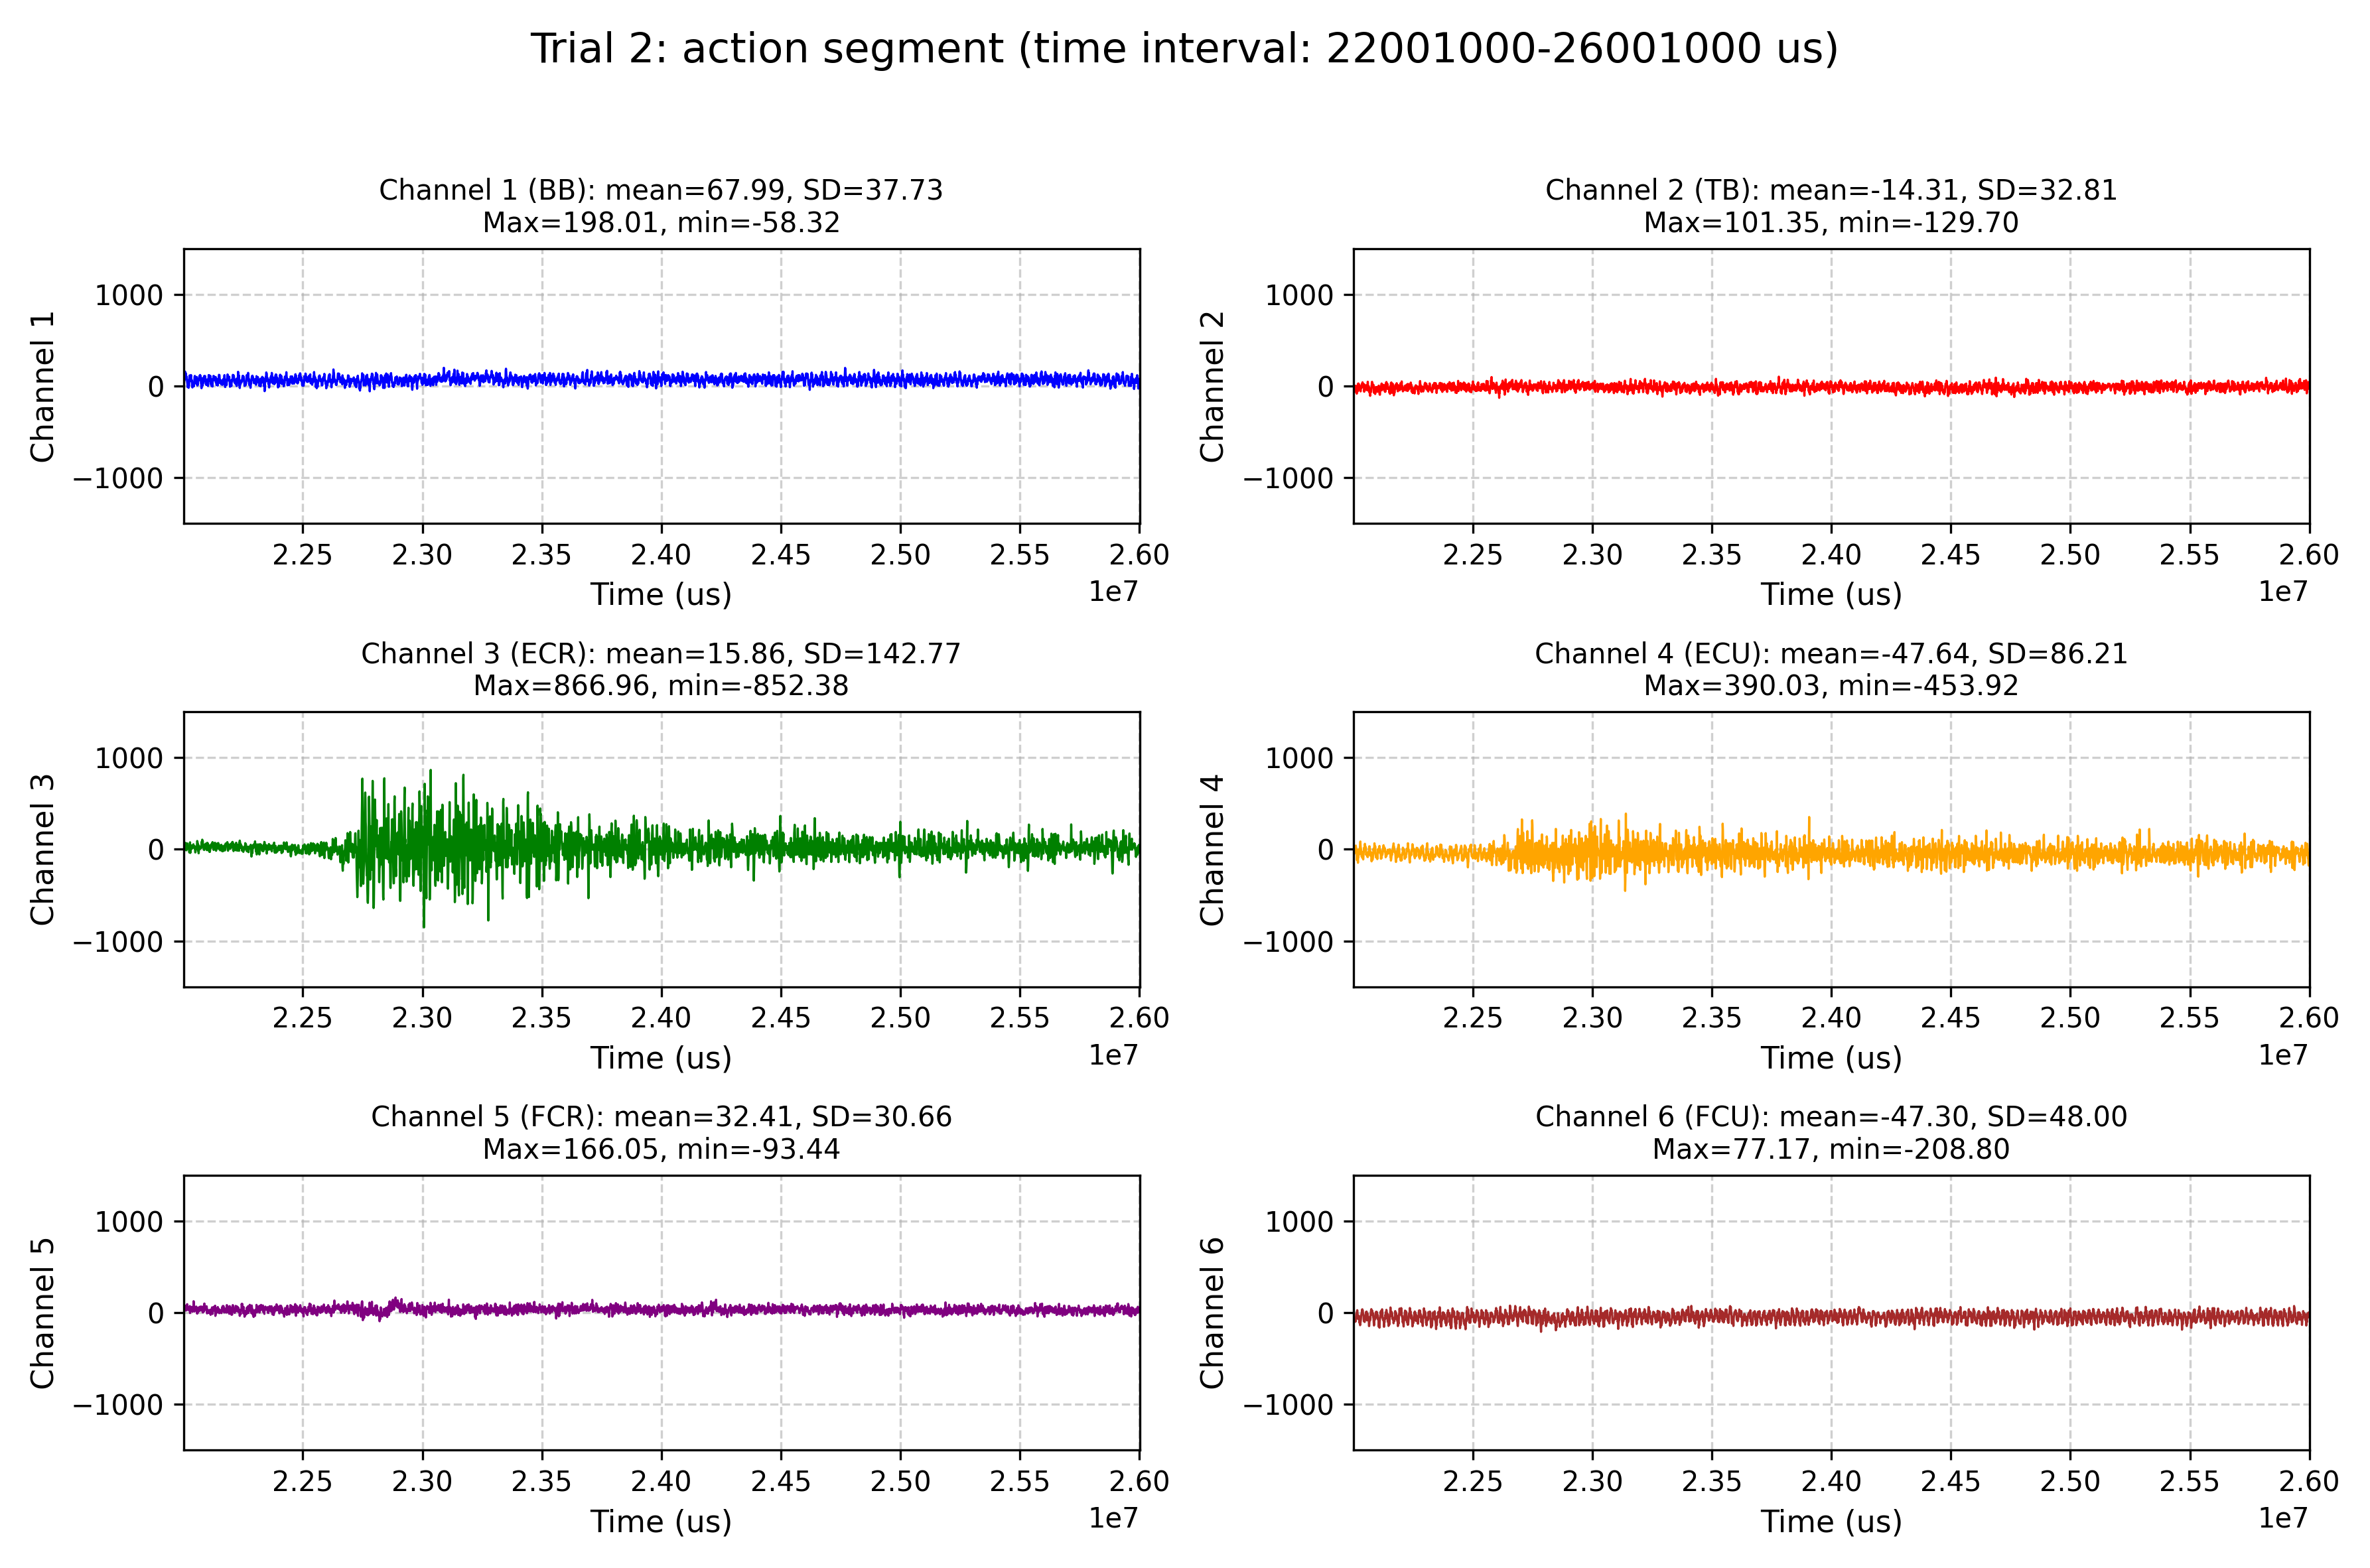 Trial 2: action segment (time interval: 22001000-26001000 us)
Channel 1 (BB): mean=67.99, SD=37.73
Max=198.01, min=-58.32
1000
0
−1000
Channel 1
2.25 2.30 2.35 2.40 2.45 2.50 2.55 2.60
Time (us)
1e7
Channel 2 (TB): mean=-14.31, SD=32.81
Max=101.35, min=-129.70
1000
0
−1000
Channel 2
2.25 2.30 2.35 2.40 2.45 2.50 2.55 2.60
Time (us)
1e7
Channel 3 (ECR): mean=15.86, SD=142.77
Max=866.96, min=-852.38
1000
0
−1000
Channel 3
2.25 2.30 2.35 2.40 2.45 2.50 2.55 2.60
Time (us)
1e7
Channel 4 (ECU): mean=-47.64, SD=86.21
Max=390.03, min=-453.92
1000
0
−1000
Channel 4
2.25 2.30 2.35 2.40 2.45 2.50 2.55 2.60
Time (us)
1e7
Channel 5 (FCR): mean=32.41, SD=30.66
Max=166.05, min=-93.44
1000
0
−1000
Channel 5
2.25 2.30 2.35 2.40 2.45 2.50 2.55 2.60
Time (us)
1e7
Channel 6 (FCU): mean=-47.30, SD=48.00
Max=77.17, min=-208.80
1000
0
−1000
Channel 6
2.25 2.30 2.35 2.40 2.45 2.50 2.55 2.60
Time (us)
1e7